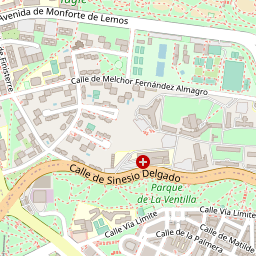 Avenida de Monforte de Lemos
Calle de Melchor Fernández Almagro
de Finisterre
Calle de Sinesio Delgado
Parque
de La Ventilla
Calle Vía Límite
Calle Vía Límite
Calle de la Palmera
Calle de Matilde